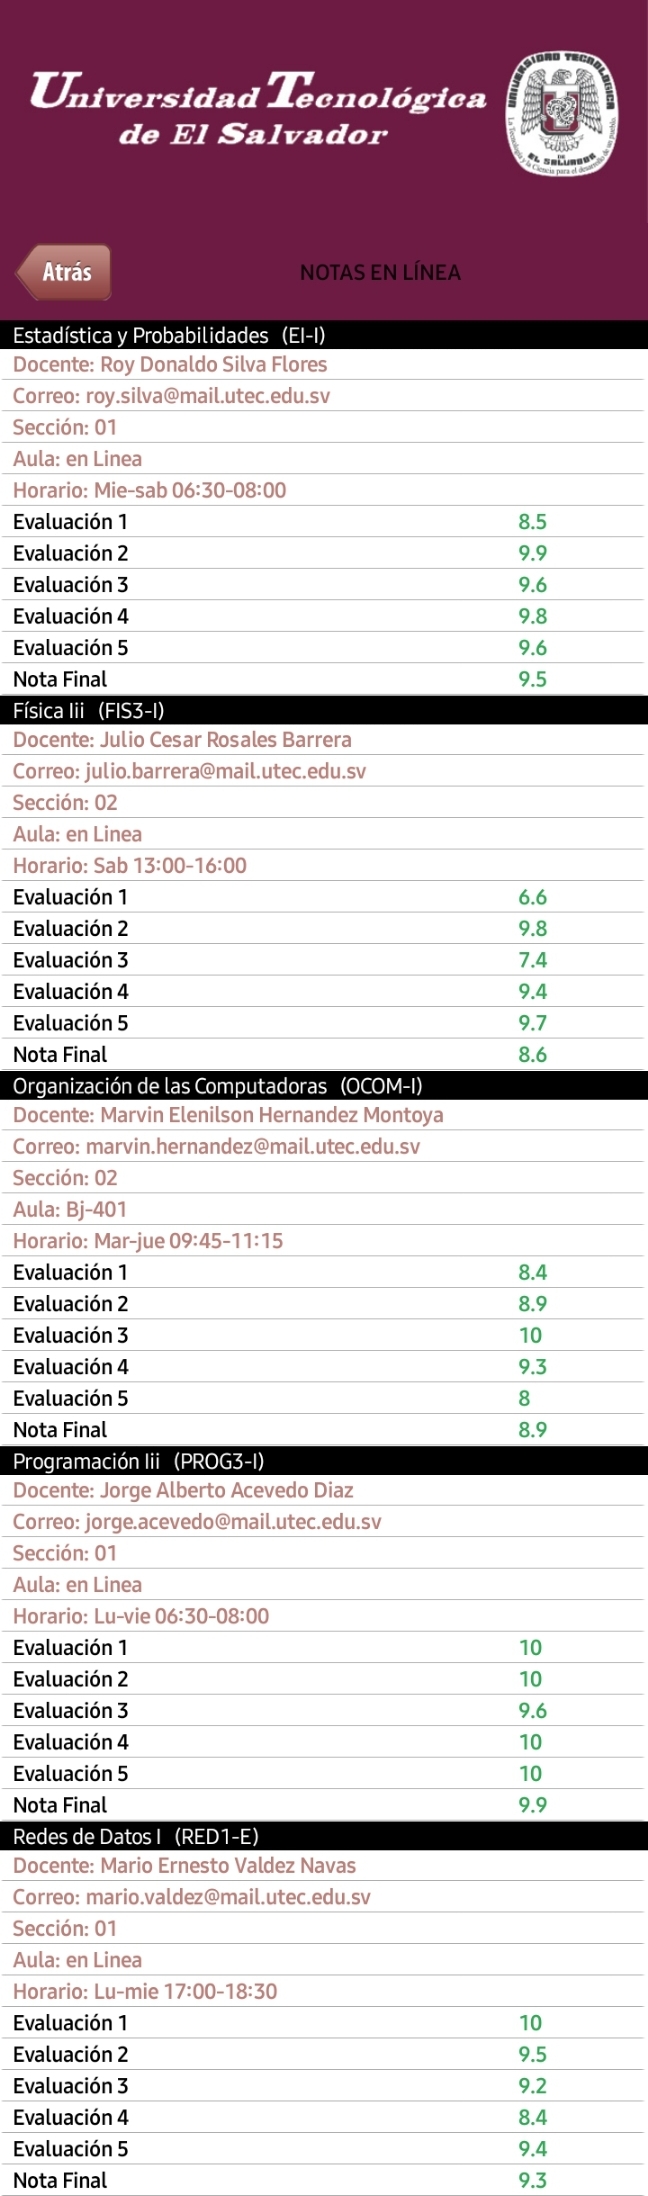 Universidad Tecnológica
de El Salvador
UNIVERSIDAD TECNOLOGICA
DE
EL SALVADOR
La Tecnología y la Ciencia para el desarrollo de un pueblo.
Atrás
NOTAS EN LÍNEA
Estadística y Probabilidades (EI-I)
Docente: Roy Donaldo Silva Flores
Correo: roy.silva@mail.utec.edu.sv
Sección: 01
Aula: en Linea
Horario: Mie-sab 06:30-08:00
Evaluación 1 8.5
Evaluación 2 9.9
Evaluación 3 9.6
Evaluación 4 9.8
Evaluación 5 9.6
Nota Final 9.5
Física Iii (FIS3-I)
Docente: Julio Cesar Rosales Barrera
Correo: julio.barrera@mail.utec.edu.sv
Sección: 02
Aula: en Linea
Horario: Sab 13:00-16:00
Evaluación 1 6.6
Evaluación 2 9.8
Evaluación 3 7.4
Evaluación 4 9.4
Evaluación 5 9.7
Nota Final 8.6
Organización de las Computadoras (OCOM-I)
Docente: Marvin Elenilson Hernandez Montoya
Correo: marvin.hernandez@mail.utec.edu.sv
Sección: 02
Aula: Bj-401
Horario: Mar-jue 09:45-11:15
Evaluación 1 8.4
Evaluación 2 8.9
Evaluación 3 10
Evaluación 4 9.3
Evaluación 5 8
Nota Final 8.9
Programación Iii (PROG3-I)
Docente: Jorge Alberto Acevedo Diaz
Correo: jorge.acevedo@mail.utec.edu.sv
Sección: 01
Aula: en Linea
Horario: Lu-vie 06:30-08:00
Evaluación 1 10
Evaluación 2 10
Evaluación 3 9.6
Evaluación 4 10
Evaluación 5 10
Nota Final 9.9
Redes de Datos I (RED1-E)
Docente: Mario Ernesto Valdez Navas
Correo: mario.valdez@mail.utec.edu.sv
Sección: 01
Aula: en Linea
Horario: Lu-mie 17:00-18:30
Evaluación 1 10
Evaluación 2 9.5
Evaluación 3 9.2
Evaluación 4 8.4
Evaluación 5 9.4
Nota Final 9.3